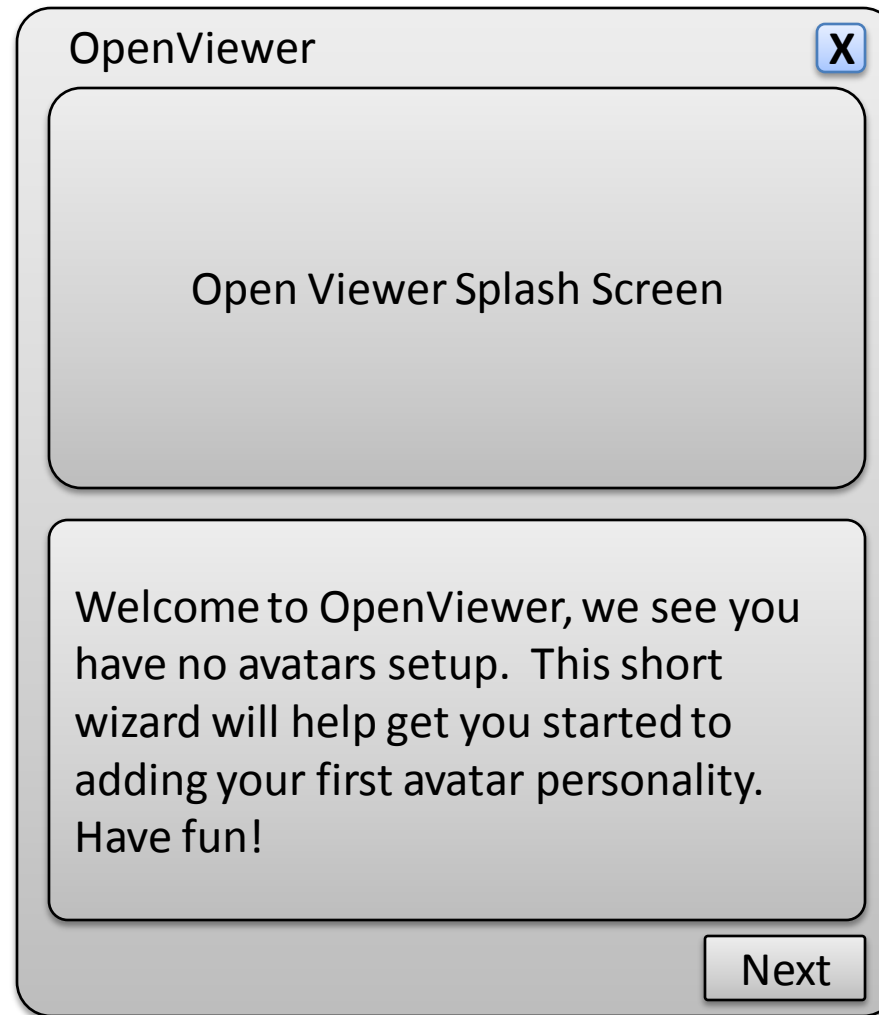 OpenViewer
X
Open Viewer Splash Screen
Welcome to OpenViewer, we see you
have no avatars setup.  This short
wizard will help get you started to
adding your first avatar personality.
Have fun!
Next